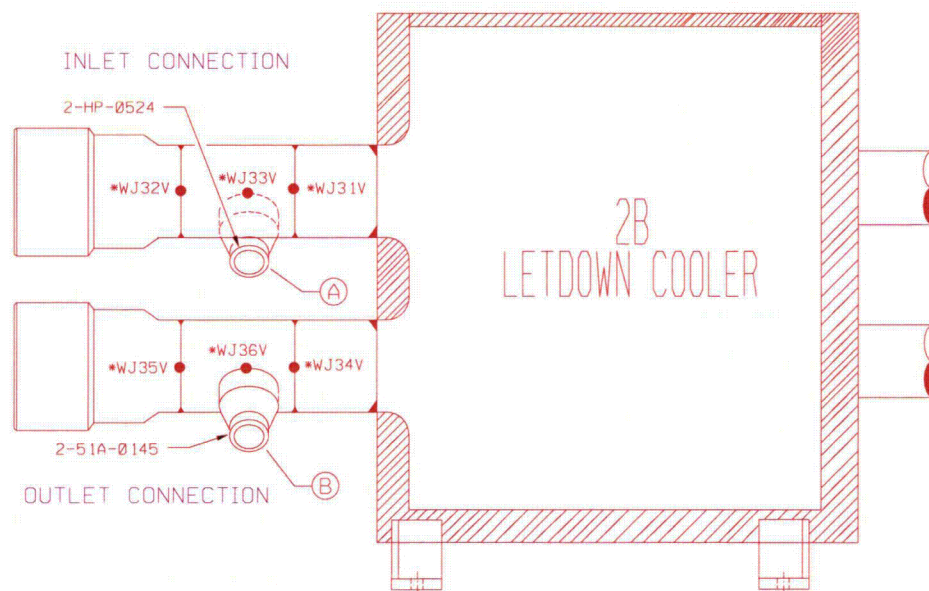 INLET CONNECTION
2-HP-0524
*WJ32V
*WJ33V
*WJ31V
A
2B
LETDOWN COOLER
*WJ35V
*WJ36V
*WJ34V
2-51A-0145
B
OUTLET CONNECTION